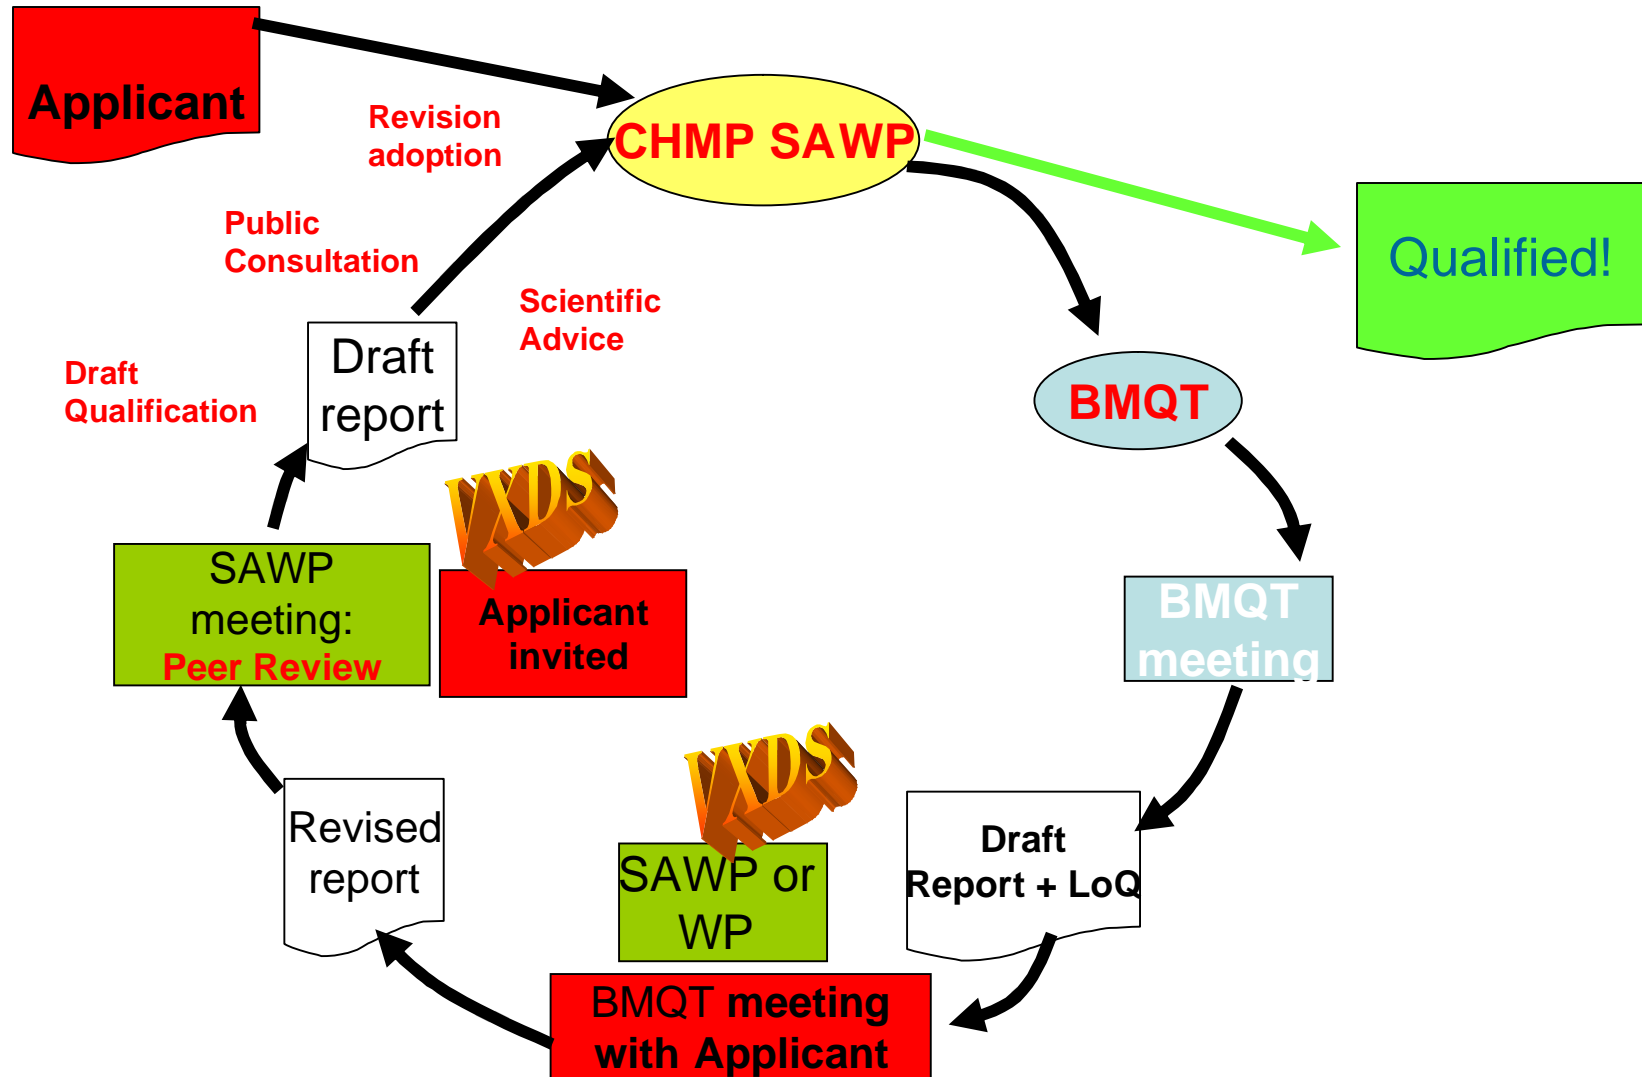 Applicant
Revision
adoption
CHMP SAWP
Public
Consultation
Qualified!
Scientific
Advice
Draft
report
Draft
Qualification
BMQT
VXDS
SAWP
meeting:
Peer Review
Applicant
invited
BMQT
meeting
VXDS
Revised
report
SAWP or
WP
Draft
Report + LoQ
BMQT meeting
with Applicant